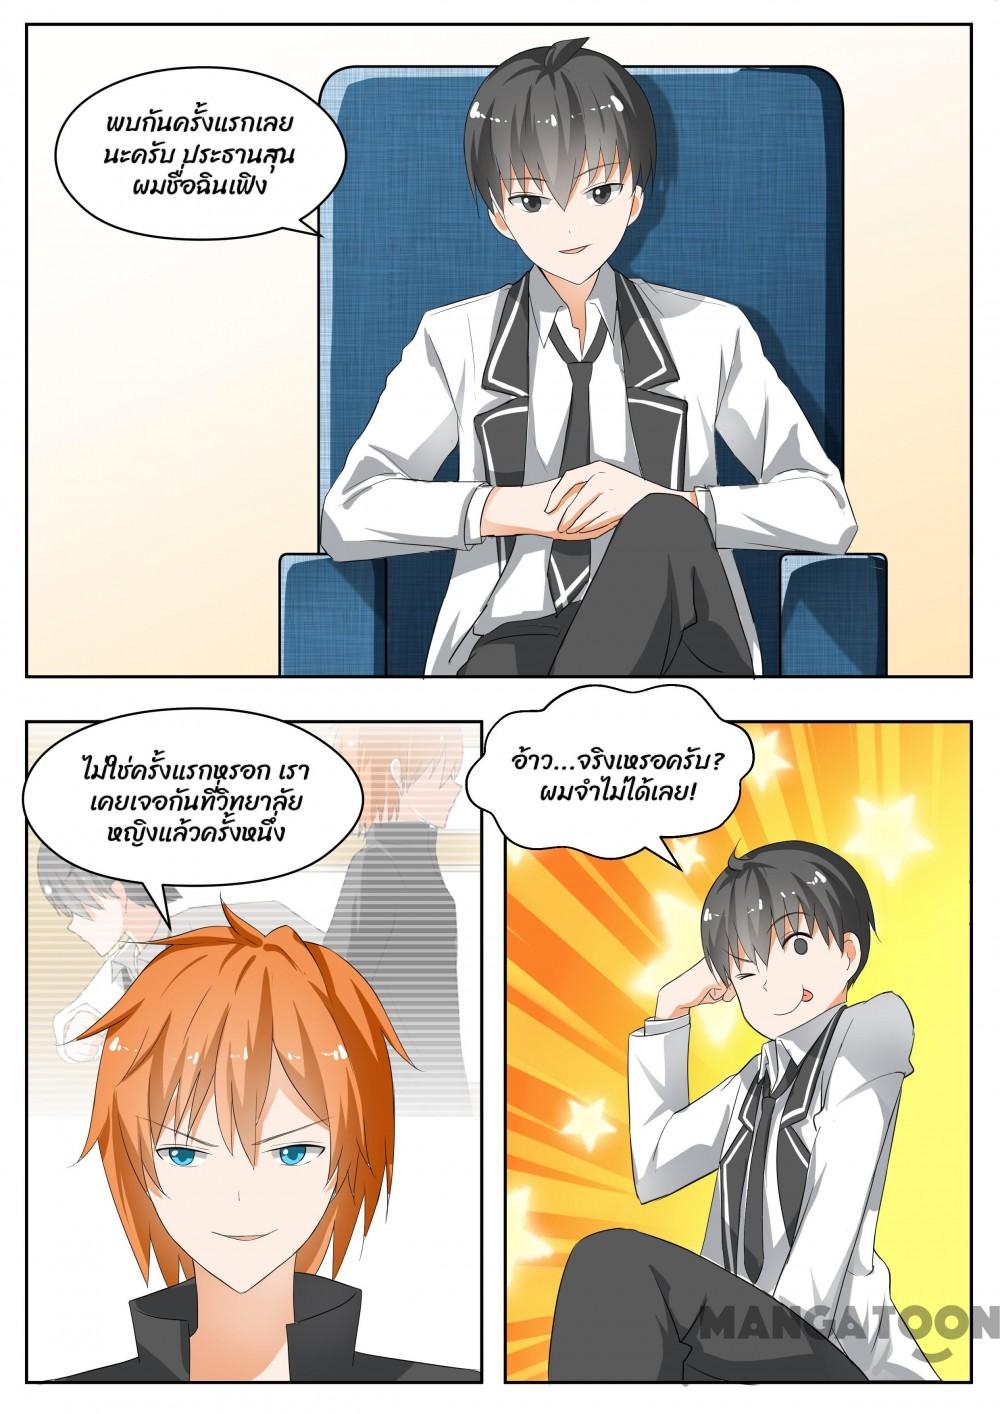 พบกันครั้งแรกเลย
นะครับ ประธานสุน
ผมชื่อฉินเฟิง
ไม่ใช่ครั้งแรกหรอก เรา
เคยเจอกันที่วิทยาลัย
หญิงแล้วครั้งหนึ่ง
อ้าว...จริงเหรอครับ?
ผมจำไม่ได้เลย!
MANGATOON